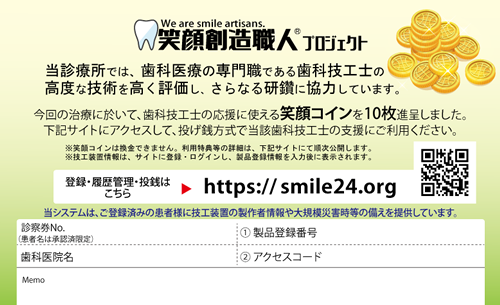 We are smile artisans.
笑顔創造職人®プロジェクト
当診療所では、歯科医療の専門職である歯科技工士の
高度な技術を高く評価し、さらなる研鑽に協力しています。
今回の治療に於いて、歯科技工士の応援に使える笑顔コインを10枚進呈しました。
下記サイトにアクセスして、投げ銭方式で当該歯科技工士の支援にご利用ください。
※笑顔コインは換金できません。利用特典等の詳細は、下記サイトにて順次公開します。
※技工装置情報は、サイトに登録・ログインし、製品登録情報を入力後に表示されます。
登録・履歴管理・投銭は
こちら
https://smile24.org
当システムは、ご登録済みの患者様に技工装置の製作者情報や大規模災害時等の備えを提供しています。
診察券No.
(患者名は承認済限定)
① 製品登録番号
歯科医院名
② アクセスコード
Memo